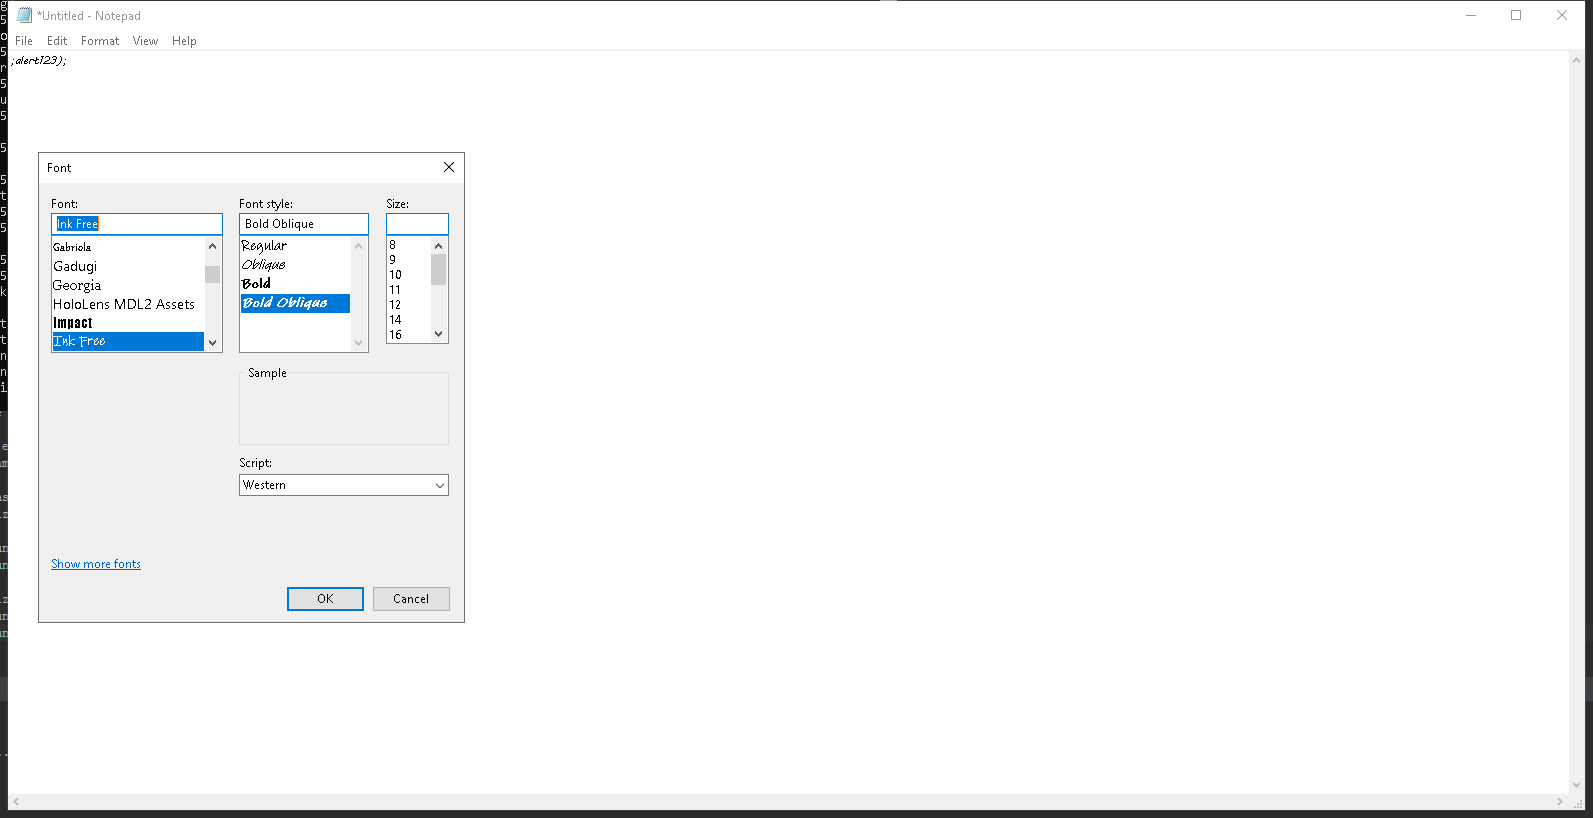 *Untitled - Notepad
File Edit Format View Help
;alert123);
Font
Font: Font style: Size:
Ink Free Bold Oblique
Gabriola Regular 8
Gadugi Oblique 9
Georgia Bold 10
HoloLens MDL2 Assets Bold Oblique 11
Impact 12
Ink Free 14
16
Sample
Script:
Western
Show more fonts
OK Cancel